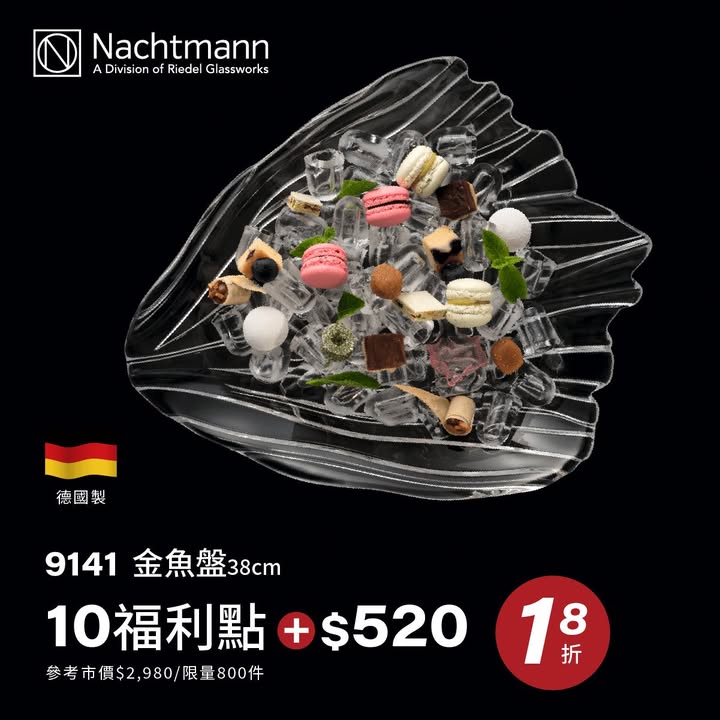 Nachtmann
A Division of Riedel Glassworks
德國製
9141 金魚盤38cm
10福利點+$520
18折
參考市價$2,980/限量800件